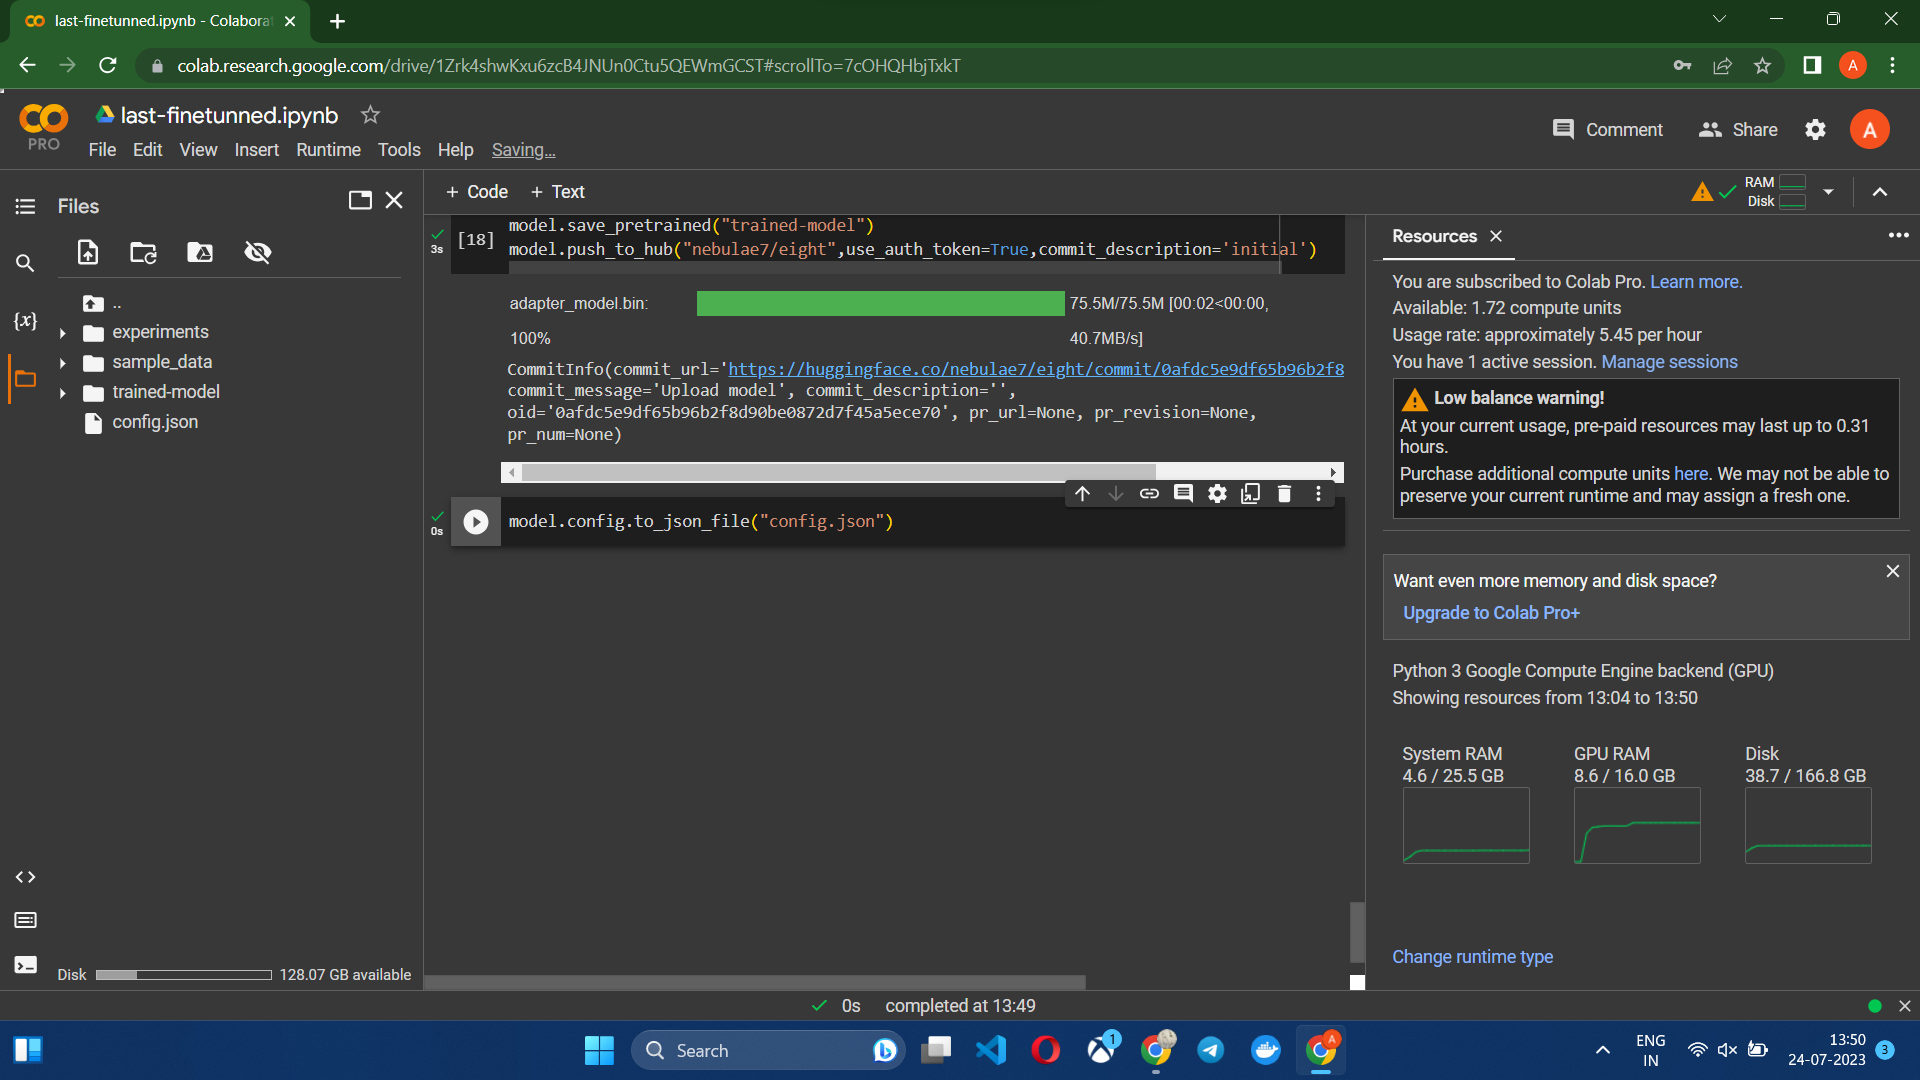 last-finetunned.ipynb - Colaborat
colab.research.google.com/drive/1Zrk4shwKxu6zcB4JNUn0Ctu5QEWmGCST#scrollTo=7cOHQHbjTxkT
A
PRO
last-finetunned.ipynb
File Edit View Insert Runtime Tools Help Saving...
Comment
Share
A
Files
..
experiments
sample_data
trained-model
config.json
{x}
Disk 128.07 GB available
+ Code + Text
RAM
Disk
3s
[18]
model.save_pretrained("trained-model")
model.push_to_hub("nebulae7/eight",use_auth_token=True,commit_description='initial')
adapter_model.bin: 75.5M/75.5M [00:02<00:00,
100% 40.7MB/s]
CommitInfo(commit_url='https://huggingface.co/nebulae7/eight/commit/0afdc5e9df65b96b2f8
commit_message='Upload model', commit_description='',
oid='0afdc5e9df65b96b2f8d90be0872d7f45a5ece70', pr_url=None, pr_revision=None,
pr_num=None)
0s
model.config.to_json_file("config.json")
Resources
You are subscribed to Colab Pro. Learn more.
Available: 1.72 compute units
Usage rate: approximately 5.45 per hour
You have 1 active session. Manage sessions
Low balance warning!
At your current usage, pre-paid resources may last up to 0.31
hours.
Purchase additional compute units here. We may not be able to
preserve your current runtime and may assign a fresh one.
Want even more memory and disk space?
Upgrade to Colab Pro+
Python 3 Google Compute Engine backend (GPU)
Showing resources from 13:04 to 13:50
System RAM
4.6 / 25.5 GB
GPU RAM
8.6 / 16.0 GB
Disk
38.7 / 166.8 GB
Change runtime type
0s completed at 13:49
Search
1
A
ENG
IN
13:50
24-07-2023
3